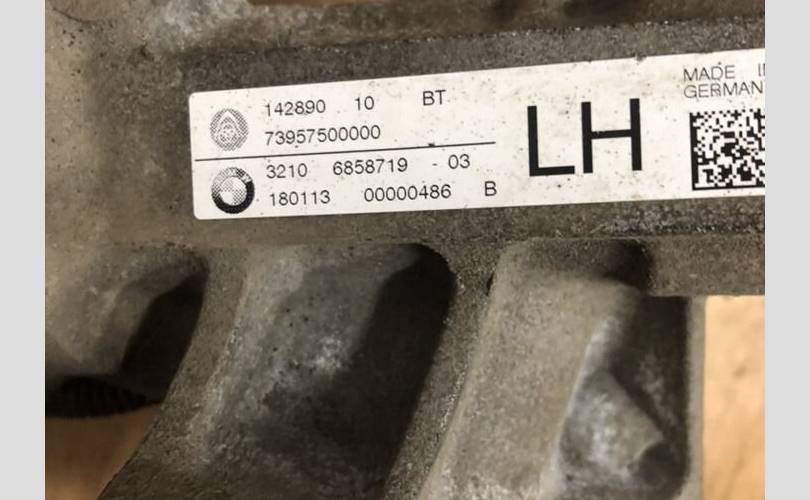 142890 10 BT
73957500000
3210 6858719 - 03
180113 00000486 B
LH
MADE
GERMAN